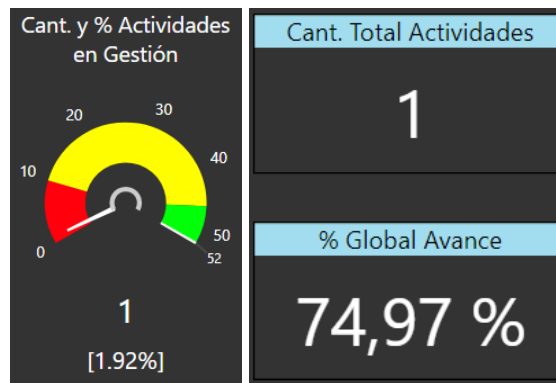 Cant. y % Actividades
en Gestión
0
10
20
30
40
50
52
1
[1.92%]
Cant. Total Actividades
1
% Global Avance
74,97 %